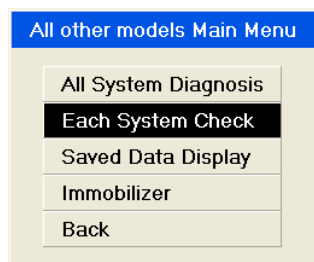 All other models Main Menu
All System Diagnosis
Each System Check
Saved Data Display
Immobilizer
Back